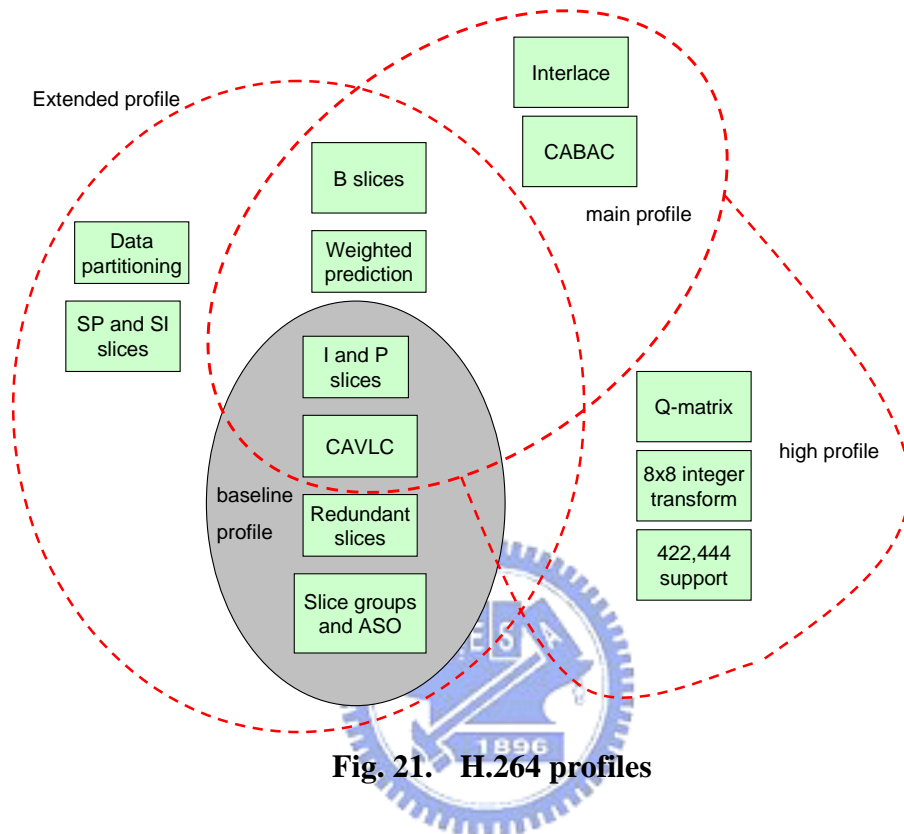 Interlace
Extended profile
CABAC
B slices
main profile
Data
partitioning
Weighted
prediction
SP and SI
slices
I and P
slices
Q-matrix
CAVLC
high profile
8x8 integer
transform
baseline
profile
Redundant
slices
422,444
support
Slice groups
and ASO
E S A
1896
Fig. 21. H.264 profiles